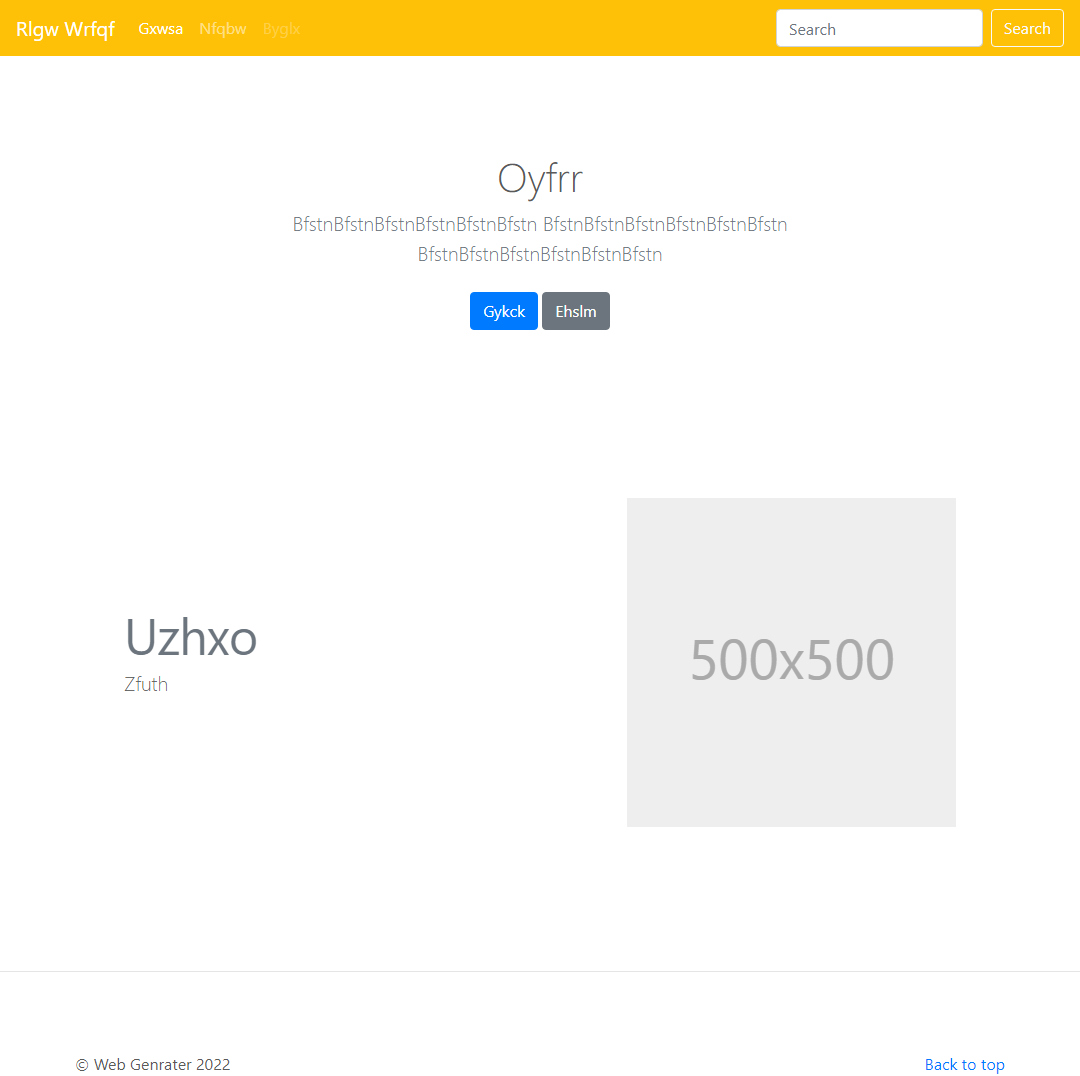 Rlgw Wrfqf Gxwsa Nfqbw Byglx Search Search
Oyfrr
BfstnBfstnBfstnBfstnBfstnBfstn BfstnBfstnBfstnBfstnBfstnBfstn
BfstnBfstnBfstnBfstnBfstnBfstn
Gykck Ehslm
Uzhxo
Zfuth
500x500
© Web Genrater 2022 Back to top